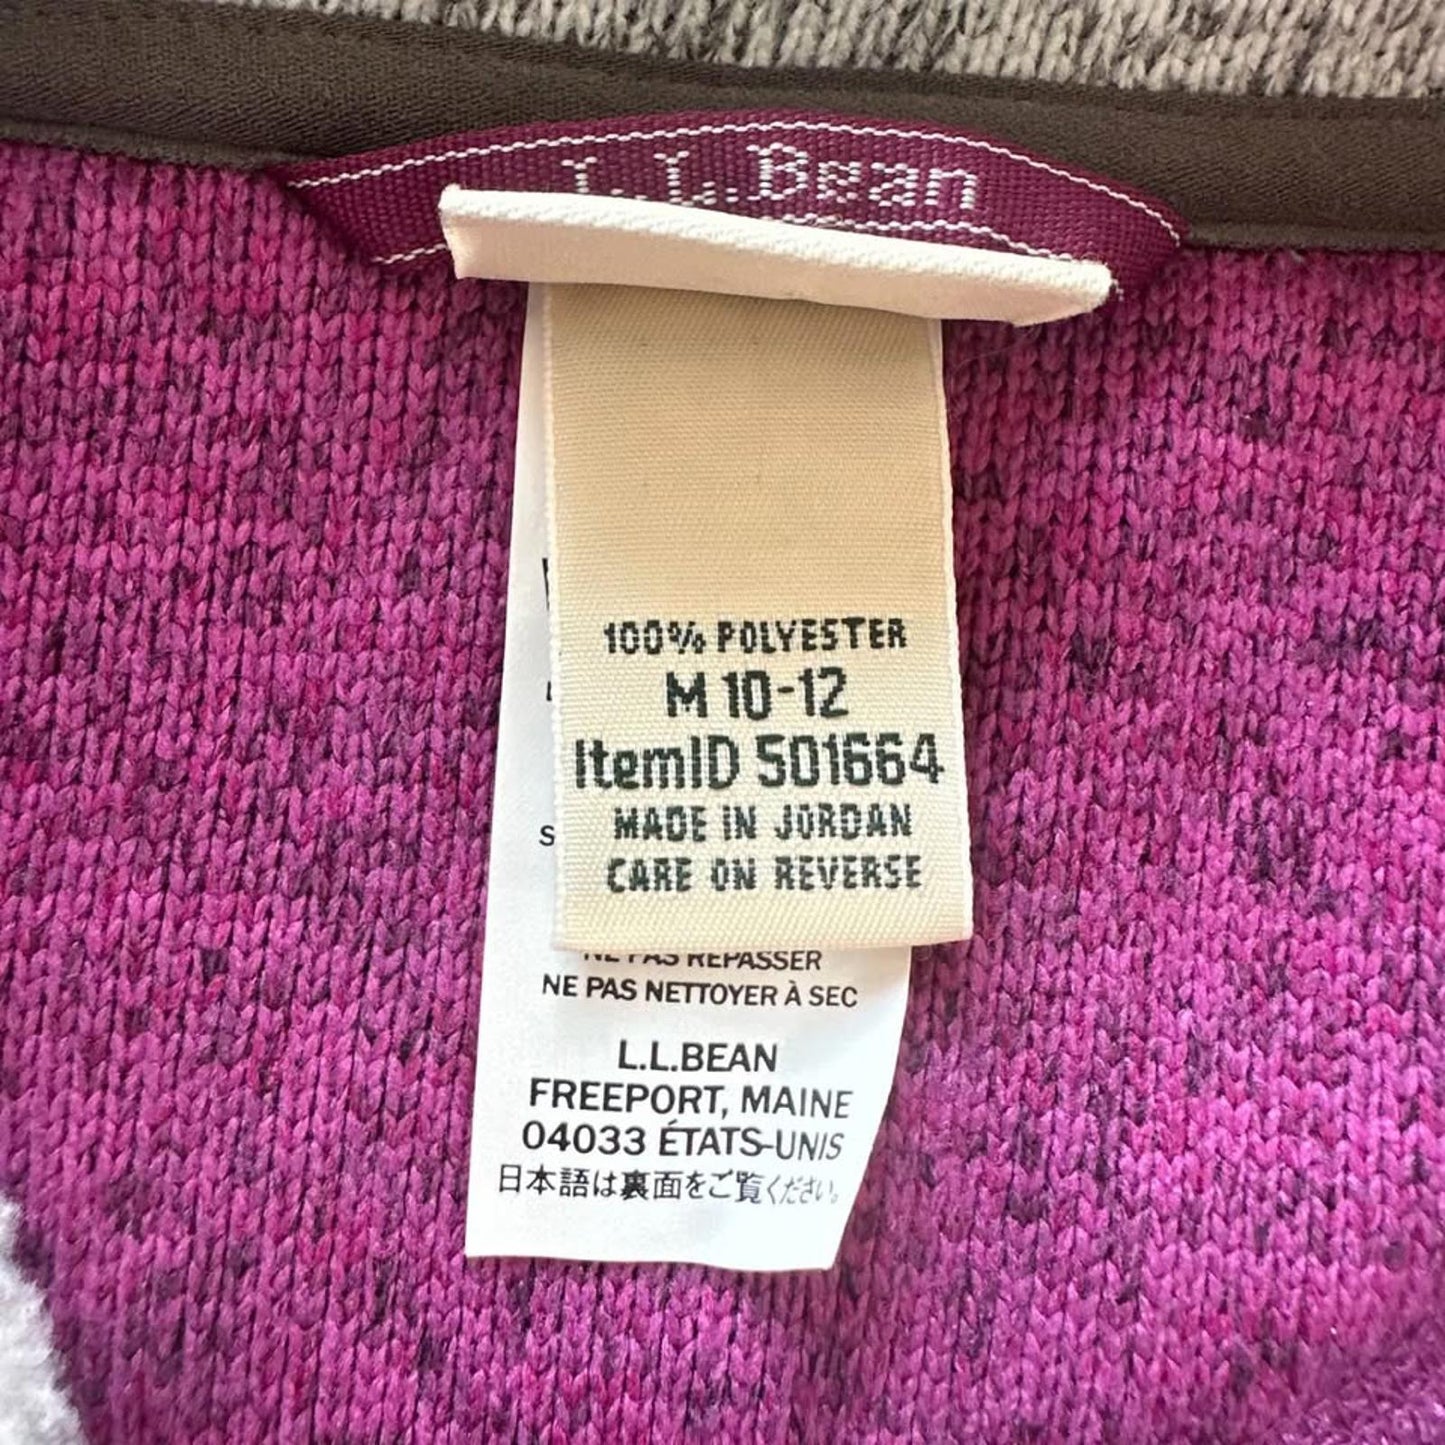 L.L.Bean
100% POLYESTER
M 10-12
ItemID 501664
MADE IN JORDAN
CARE ON REVERSE
NE PAS REPASSER
NE PAS NETTOYER À SEC
L.L.BEAN
FREEPORT, MAINE
04033 ÉTATS-UNIS
日本語は裏面をご覧ください。